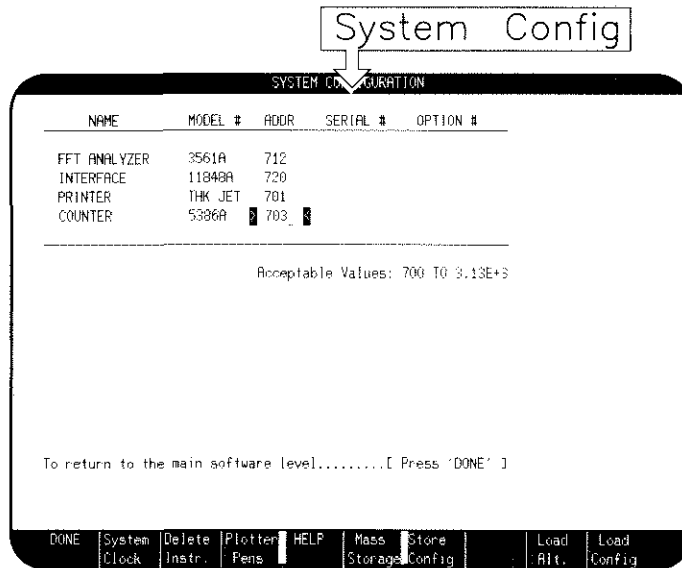 System Config
SYSTEM CONFIGURATION
NAME MODEL # ADDR SERIAL # OPTION #
FFT ANALYZER 3561A 712
INTERFACE 11848A 720
PRINTER THK JET 701
COUNTER 5386A 703_
Acceptable Values: 700 TO 3.13E+6
To return to the main software level.........[ Press 'DONE' ]
DONE System Delete Plotter HELP Mass Store Load Load
Clock Instr. Pens Storage Config Alt. Config